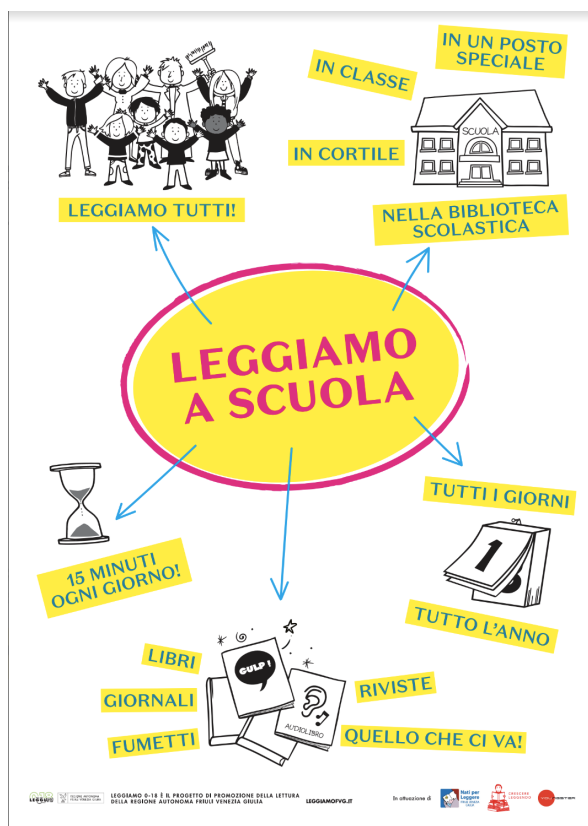 IN UN POSTO
SPECIALE
IN CLASSE
SCUOLA
IN CORTILE
LEGGIAMO TUTTI!
NELLA BIBLIOTECA
SCOLASTICA
LEGGIAMO
A SCUOLA
TUTTI I GIORNI
1
15 MINUTI
OGNI GIORNO!
TUTTO L'ANNO
LIBRI
GULP!
GIORNALI
RIVISTE
AUDIOLIBRO
FUMETTI
QUELLO CHE CI VA!
LEGGIAMO 0-18 È IL PROGETTO DI PROMOZIONE DELLA LETTURA
DELLA REGIONE AUTONOMA FRIULI VENEZIA GIULIA
LEGGIAMOFVG.IT
In attuazione di
Nati per
Leggere
CRESCERE
LEGGENDO